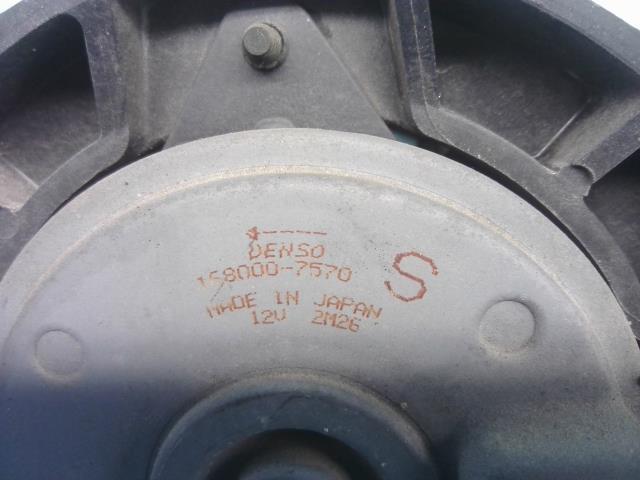 DENSO
168000-7570
S
MADE IN JAPAN
12V 2M26